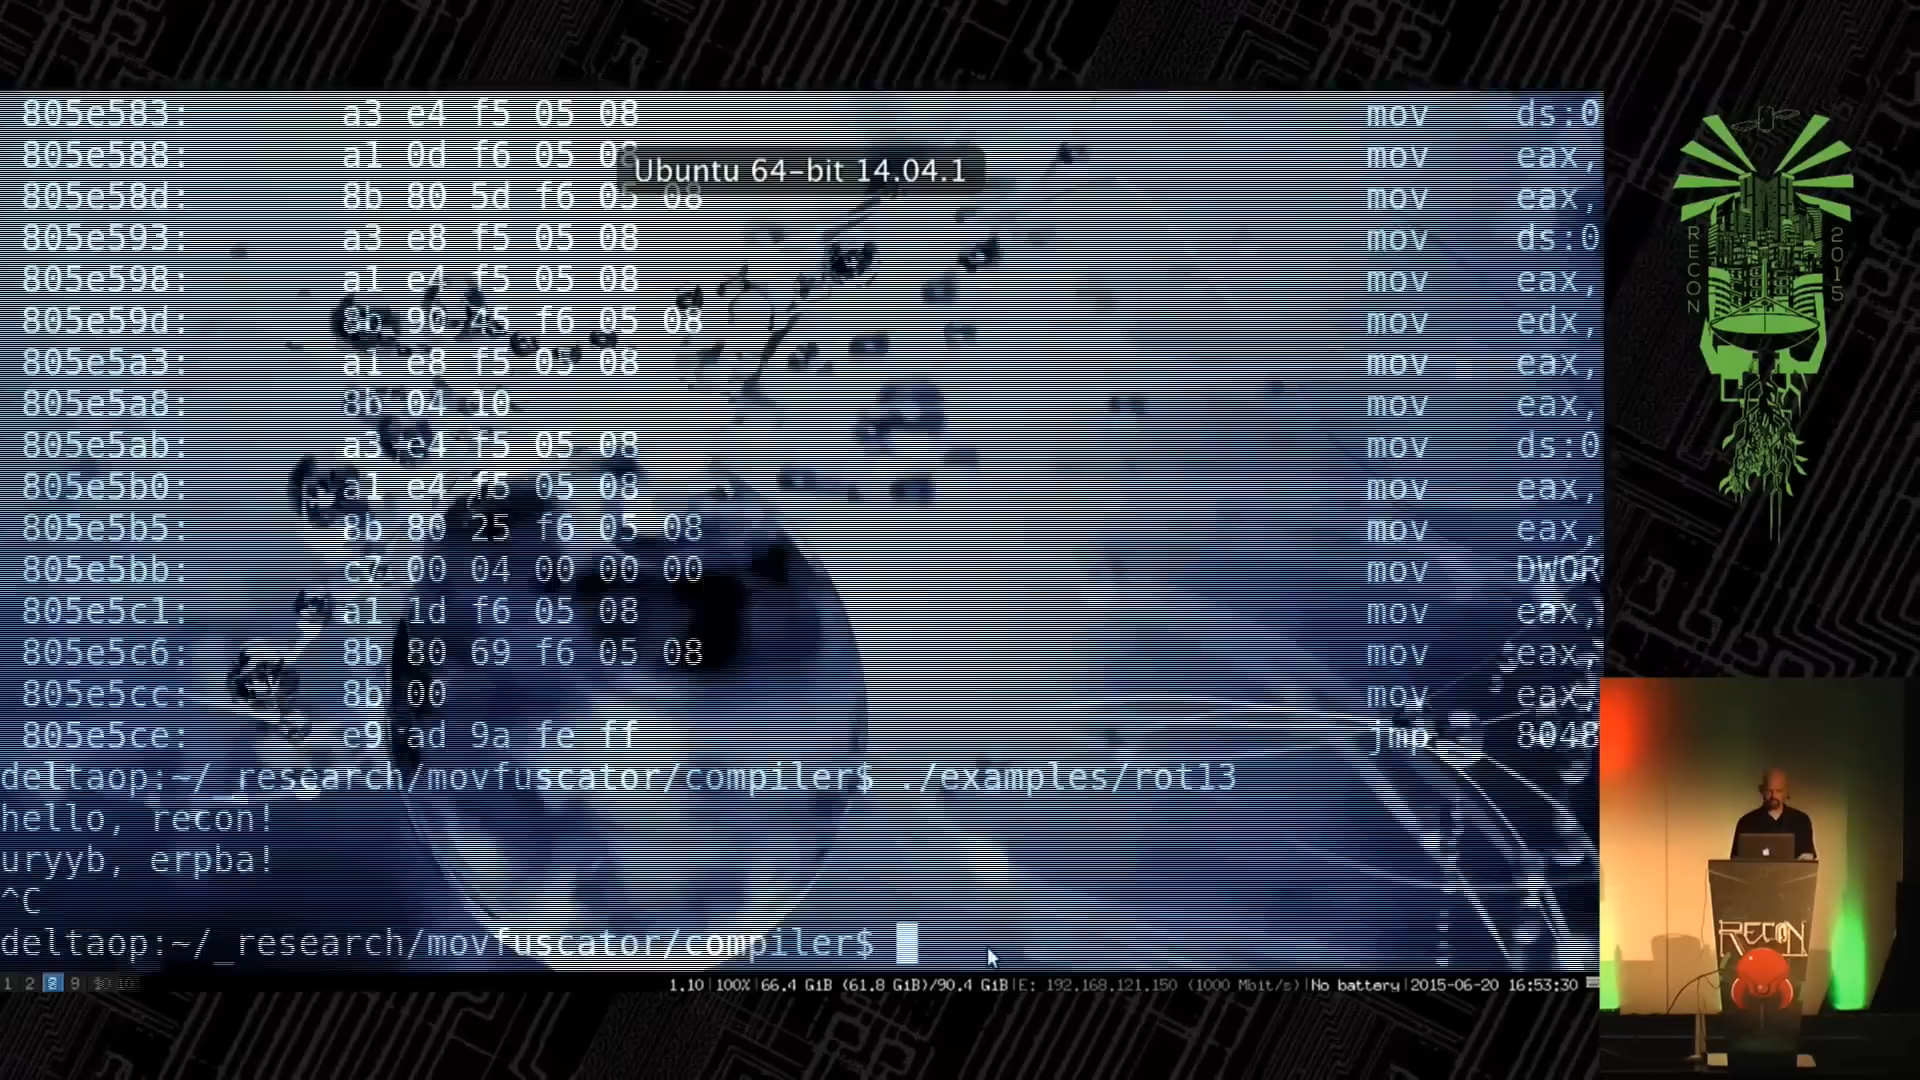 805e583: a3 e4 f5 05 08 mov ds:0
805e588: a1 0d f6 05 08 mov eax,
Ubuntu 64-bit 14.04.1
805e58d: 8b 80 5d f6 05 08 mov eax,
805e593: a3 e8 f5 05 08 mov ds:0
805e598: a1 e4 f5 05 08 mov eax,
805e59d: 8b 90 45 f6 05 08 mov edx,
805e5a3: a1 e8 f5 05 08 mov eax,
805e5a8: 8b 04 10 mov eax,
805e5ab: a3 e4 f5 05 08 mov ds:0
805e5b0: a1 e4 f5 05 08 mov eax,
805e5b5: 8b 80 25 f6 05 08 mov eax,
805e5bb: c7 00 04 00 00 00 mov DWOR
805e5c1: a1 1d f6 05 08 mov eax,
805e5c6: 8b 80 69 f6 05 08 mov eax,
805e5cc: 8b 00 mov eax,
805e5ce: e9 ad 9a fe ff jmp 8048
deltaop:~/_research/movfuscator/compiler$ ./examples/rot13
hello, recon!
uryyb, erpba!
^C
deltaop:~/_research/movfuscator/compiler$
1 2 8 9
1.10|100%|66.4 GiB (61.8 GiB)/90.4 GiB|E: 192.168.121.150 (1000 Mbit/s)|No battery|2015-06-20 16:53:30
RECON
2015
RECON